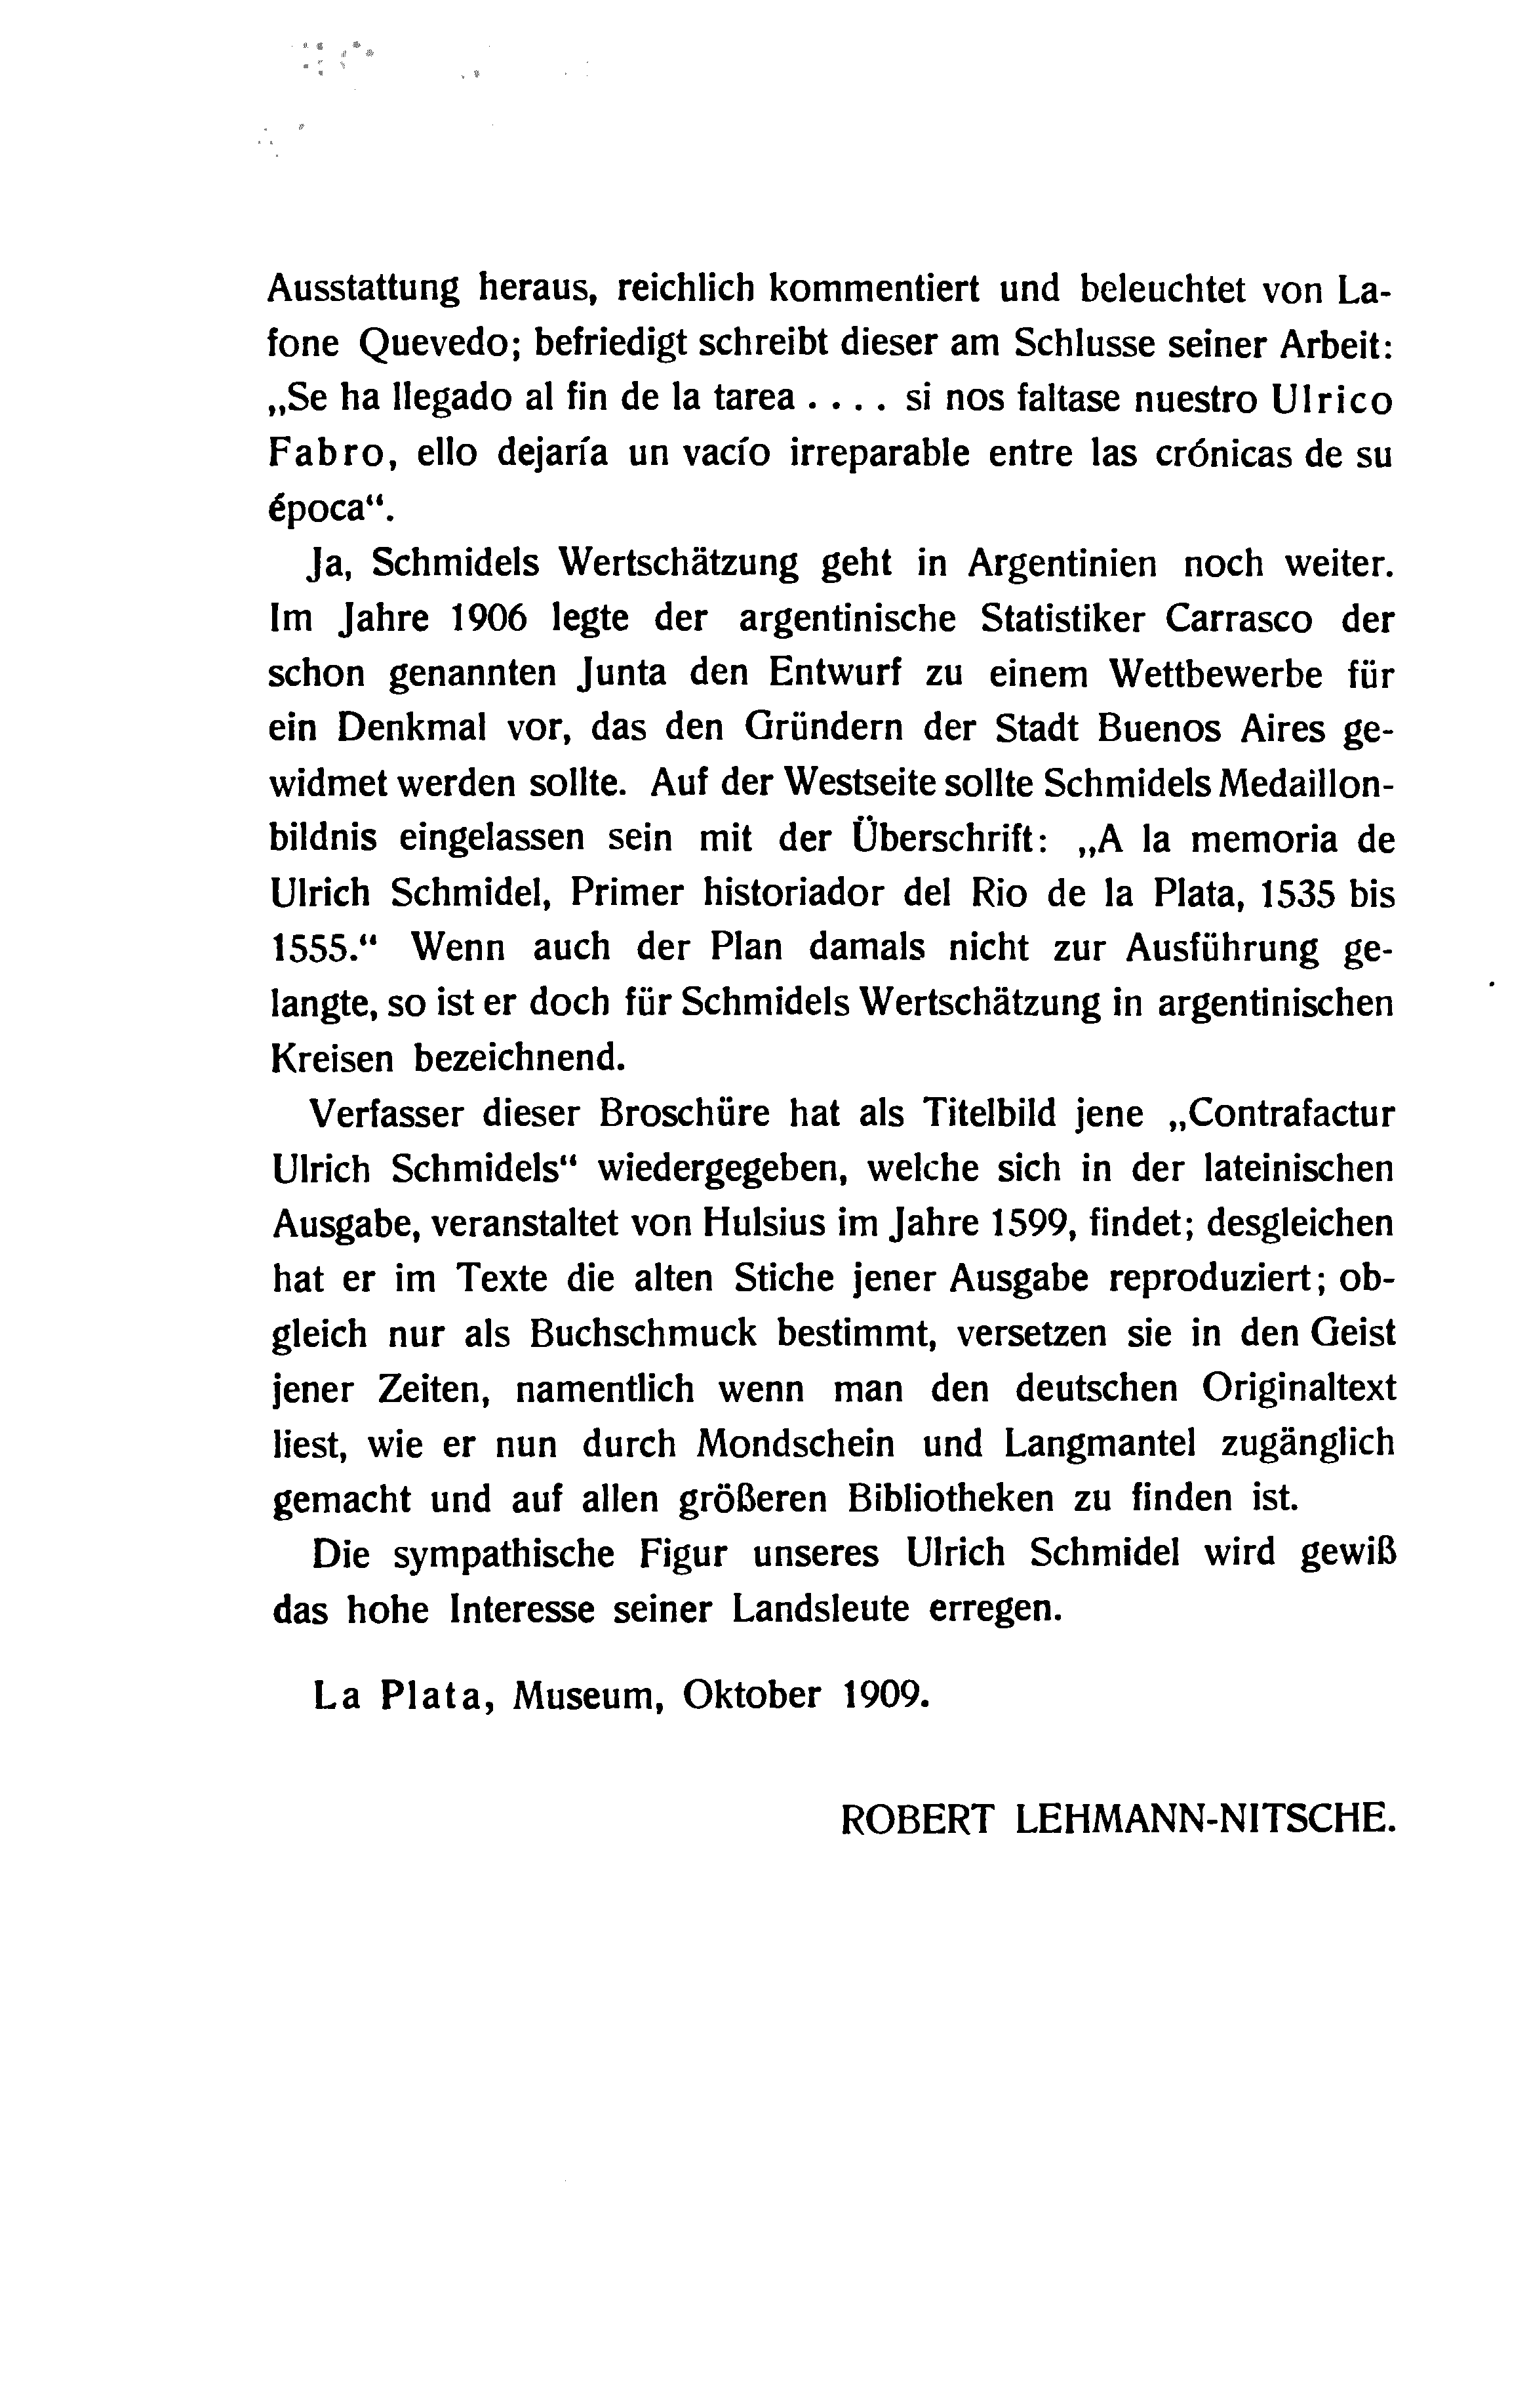 Ausstattung heraus, reichlich kommentiert und beleuchtet von La-
fone Quevedo; befriedigt schreibt dieser am Schlusse seiner Arbeit:
„Se ha llegado al fin de la tarea .... si nos faltase nuestro Ulrico
Fabro, ello dejaría un vacío irreparable entre las crónicas de su
época“.
Ja, Schmidels Wertschätzung geht in Argentinien noch weiter.
Im Jahre 1906 legte der argentinische Statistiker Carrasco der
schon genannten Junta den Entwurf zu einem Wettbewerbe für
ein Denkmal vor, das den Gründern der Stadt Buenos Aires ge-
widmet werden sollte. Auf der Westseite sollte Schmidels Medaillon-
bildnis eingelassen sein mit der Überschrift: „A la memoria de
Ulrich Schmidel, Primer historiador del Rio de la Plata, 1535 bis
1555.“ Wenn auch der Plan damals nicht zur Ausführung ge-
langte, so ist er doch für Schmidels Wertschätzung in argentinischen
Kreisen bezeichnend.
Verfasser dieser Broschüre hat als Titelbild jene „Contrafactur
Ulrich Schmidels“ wiedergegeben, welche sich in der lateinischen
Ausgabe, veranstaltet von Hulsius im Jahre 1599, findet; desgleichen
hat er im Texte die alten Stiche jener Ausgabe reproduziert; ob-
gleich nur als Buchschmuck bestimmt, versetzen sie in den Geist
jener Zeiten, namentlich wenn man den deutschen Originaltext
liest, wie er nun durch Mondschein und Langmantel zugänglich
gemacht und auf allen größeren Bibliotheken zu finden ist.
Die sympathische Figur unseres Ulrich Schmidel wird gewiß
das hohe Interesse seiner Landsleute erregen.
La Plata, Museum, Oktober 1909.
ROBERT LEHMANN-NITSCHE.